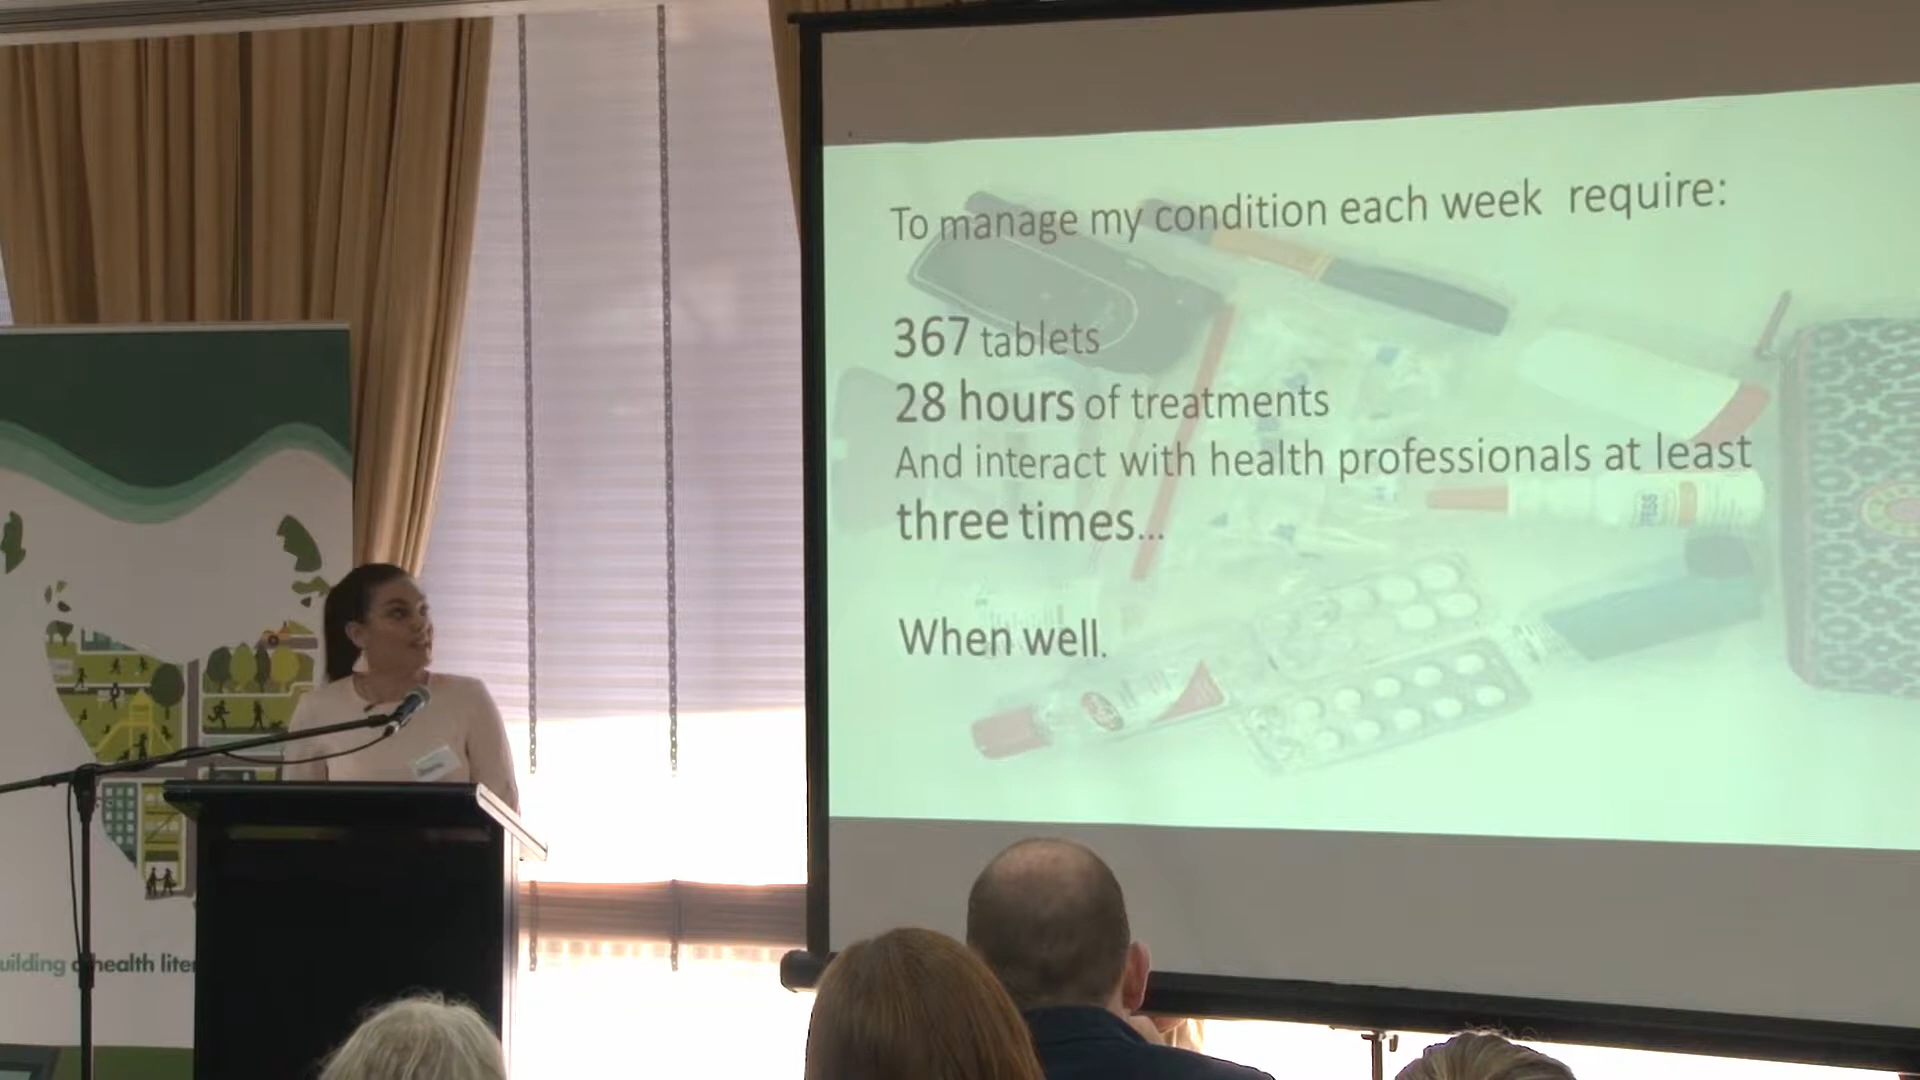 To manage my condition each week require:
367 tablets
28 hours of treatments
And interact with health professionals at least
three times...
When well.
uilding a health liter
FESS